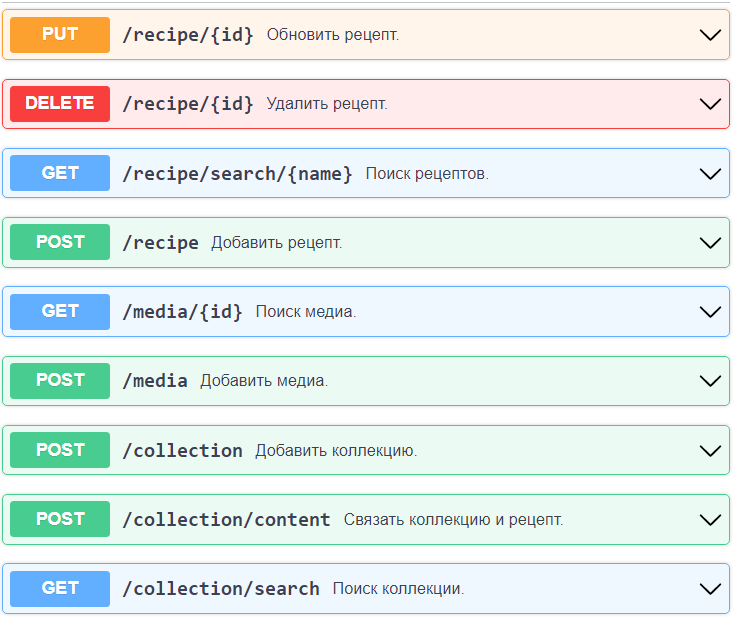 PUT /recipe/{id} Обновить рецепт.
DELETE /recipe/{id} Удалить рецепт.
GET /recipe/search/{name} Поиск рецептов.
POST /recipe Добавить рецепт.
GET /media/{id} Поиск медиа.
POST /media Добавить медиа.
POST /collection Добавить коллекцию.
POST /collection/content Связать коллекцию и рецепт.
GET /collection/search Поиск коллекции.